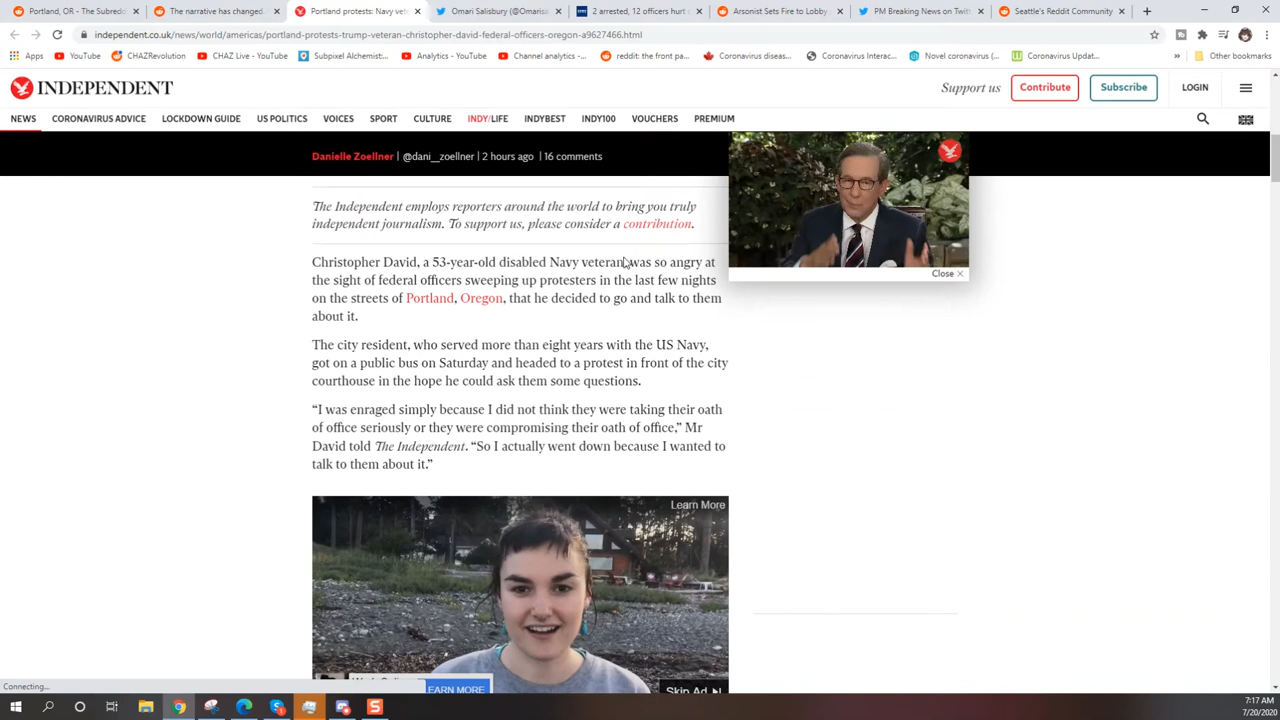 Portland, OR - The Subredd
The narrative has changed.
Portland protests: Navy vete
Omari Salisbury (@Omarisa
2 arrested, 12 officers hurt d
Arsonist Sets Fire to Lobby.
PM Breaking News on Twitt
Seattle's Reddit Community
independent.co.uk/news/world/americas/portland-protests-trump-veteran-christopher-david-federal-officers-oregon-a9627466.html
Apps YouTube CHAZRevolution CHAZ Live - YouTube Subpixel Alchemist:... Analytics - YouTube Channel analytics -... reddit: the front pa... Coronavirus diseas... Coronavirus Interac... Novel coronavirus (... Coronavirus Updat... » Other bookmarks
INDEPENDENT
Support us Contribute Subscribe LOGIN
NEWS CORONAVIRUS ADVICE LOCKDOWN GUIDE US POLITICS VOICES SPORT CULTURE INDY/LIFE INDYBEST INDY100 VOUCHERS PREMIUM
Danielle Zoellner | @dani__zoellner | 2 hours ago | 16 comments
The Independent employs reporters around the world to bring you truly
independent journalism. To support us, please consider a contribution.
Close ×
Christopher David, a 53-year-old disabled Navy veteran, was so angry at
the sight of federal officers sweeping up protesters in the last few nights
on the streets of Portland, Oregon, that he decided to go and talk to them
about it.
The city resident, who served more than eight years with the US Navy,
got on a public bus on Saturday and headed to a protest in front of the city
courthouse in the hope he could ask them some questions.
“I was enraged simply because I did not think they were taking their oath
of office seriously or they were compromising their oath of office,” Mr
David told The Independent. “So I actually went down because I wanted to
talk to them about it.”
Learn More
LEARN MORE
Skip Ad
Connecting...
7:17 AM
7/20/2020